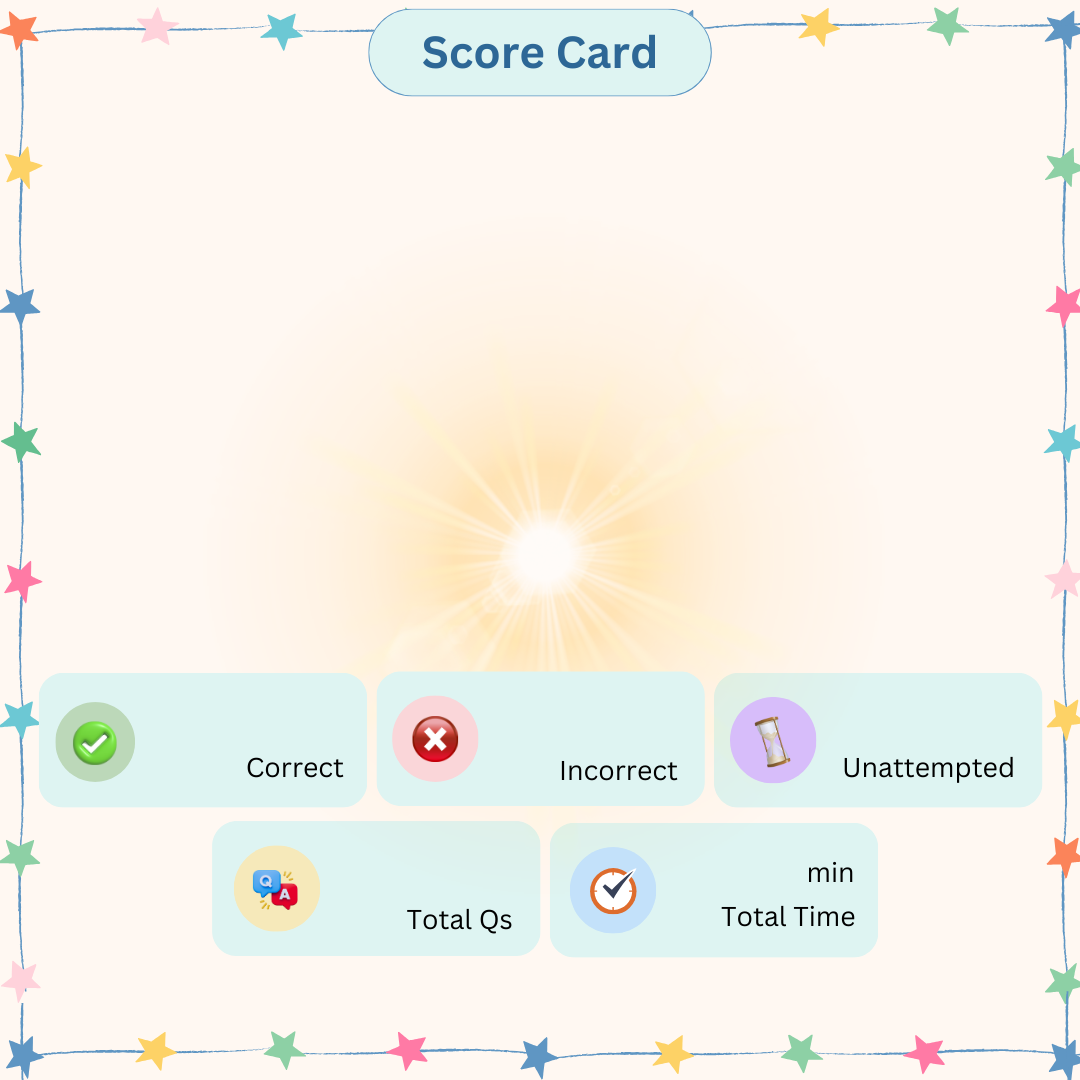 Score Card
Correct
Incorrect
Unattempted
Q
A
Total Qs
min
Total Time